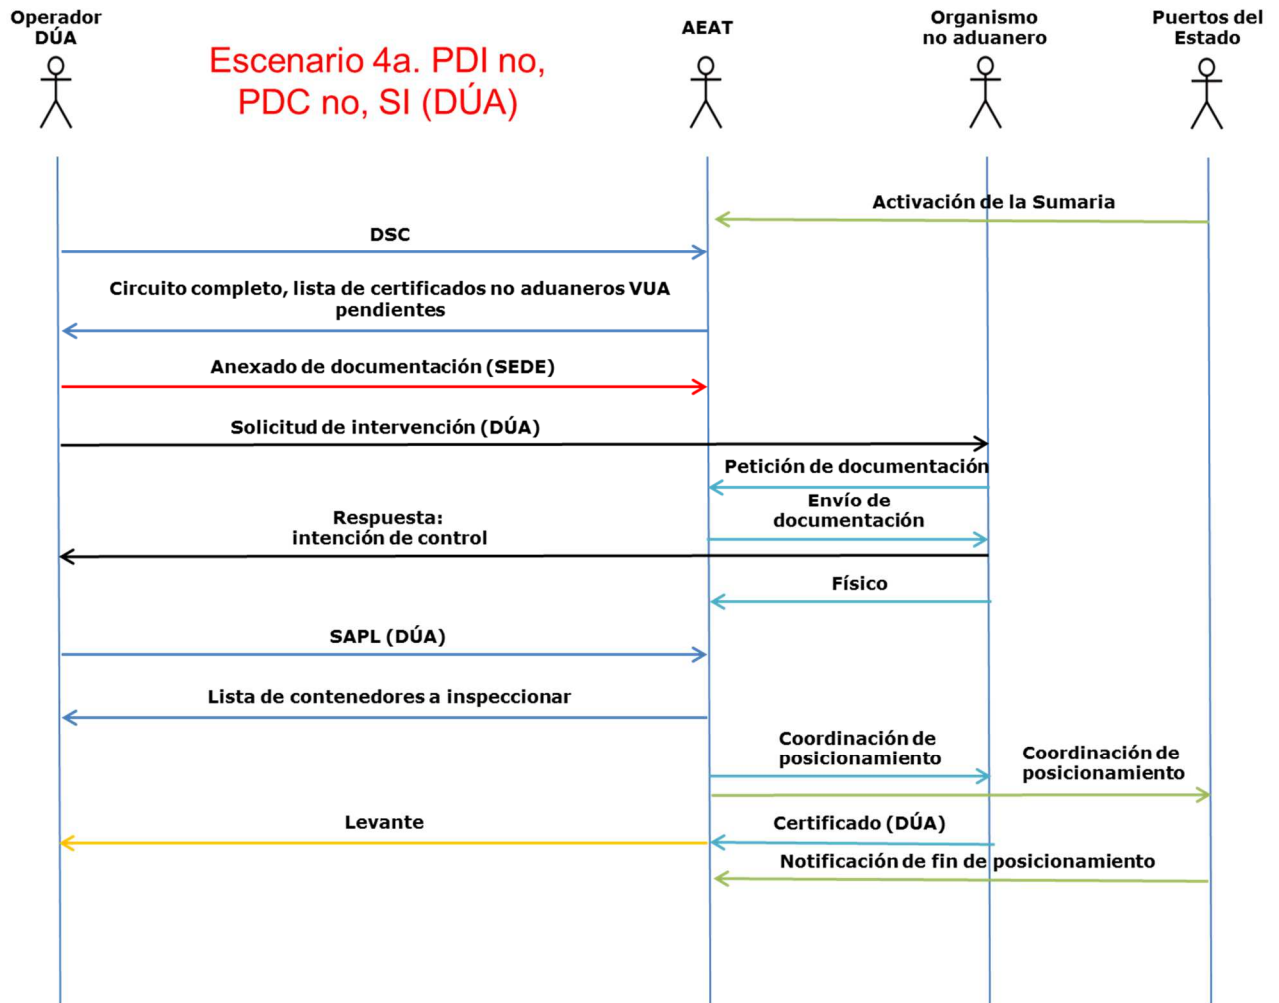 Operador
DÚA
Escenario 4a. PDI no,
PDC no, SI (DÚA)
AEAT
Organismo
no aduanero
Puertos del
Estado
Activación de la Sumaria
DSC
Circuito completo, lista de certificados no aduaneros VUA
pendientes
Anexado de documentación (SEDE)
Solicitud de intervención (DÚA)
Petición de documentación
Envío de
documentación
Respuesta:
intención de control
Físico
SAPL (DÚA)
Lista de contenedores a inspeccionar
Coordinación de
posicionamiento
Coordinación de
posicionamiento
Levante
Certificado (DÚA)
Notificación de fin de posicionamiento